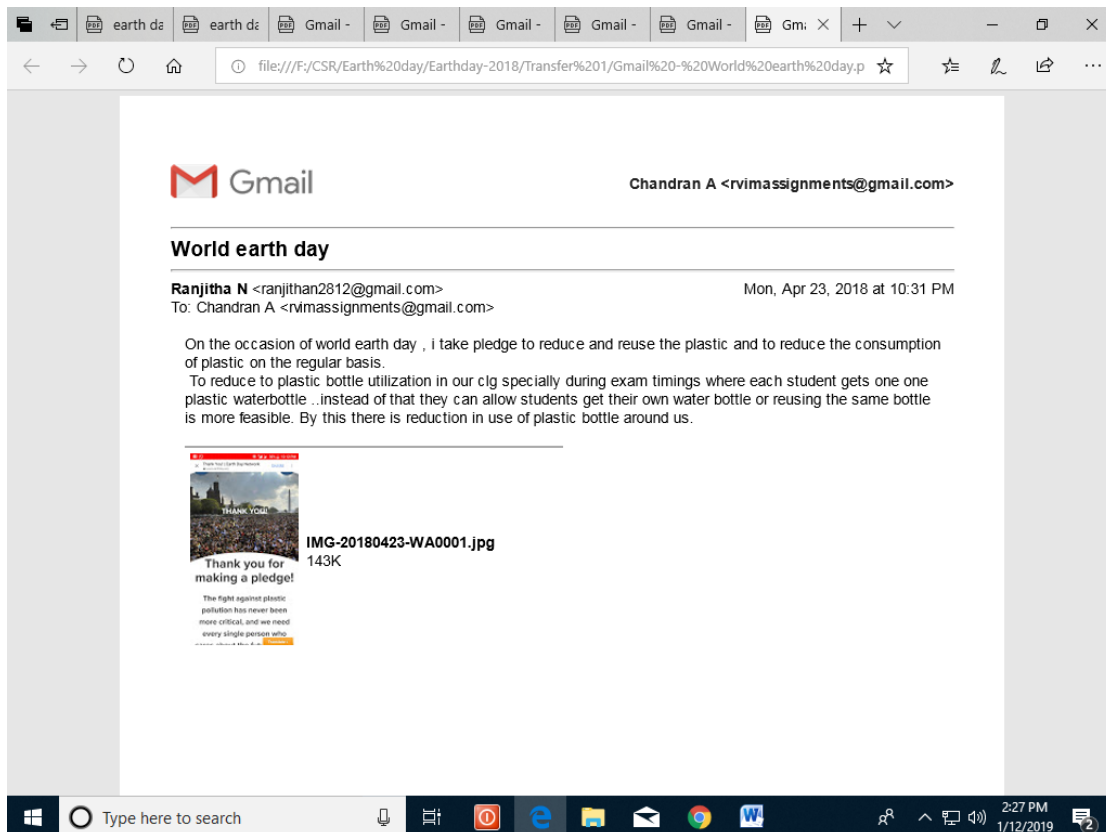 earth da earth da Gmail - Gmail - Gmail - Gmail - Gmail - Gma
file:///F:/CSR/Earth%20day/Earthday-2018/Transfer%201/Gmail%20-%20World%20earth%20day.p
Gmail
Chandran A <rvimassignments@gmail.com>
World earth day
Ranjitha N <ranjithan2812@gmail.com> Mon, Apr 23, 2018 at 10:31 PM
To: Chandran A <rvimassignments@gmail.com>
On the occasion of world earth day , i take pledge to reduce and reuse the plastic and to reduce the consumption
of plastic on the regular basis.
To reduce to plastic bottle utilization in our clg specially during exam timings where each student gets one one
plastic waterbottle ..instead of that they can allow students get their own water bottle or reusing the same bottle
is more feasible. By this there is reduction in use of plastic bottle around us.
Thank You | Earth Day Network
THANK YOU!
Thank you for
making a pledge!
The fight against plastic
pollution has never been
more critical, and we need
every single person who
IMG-20180423-WA0001.jpg
143K
Type here to search
2:27 PM
1/12/2019
2